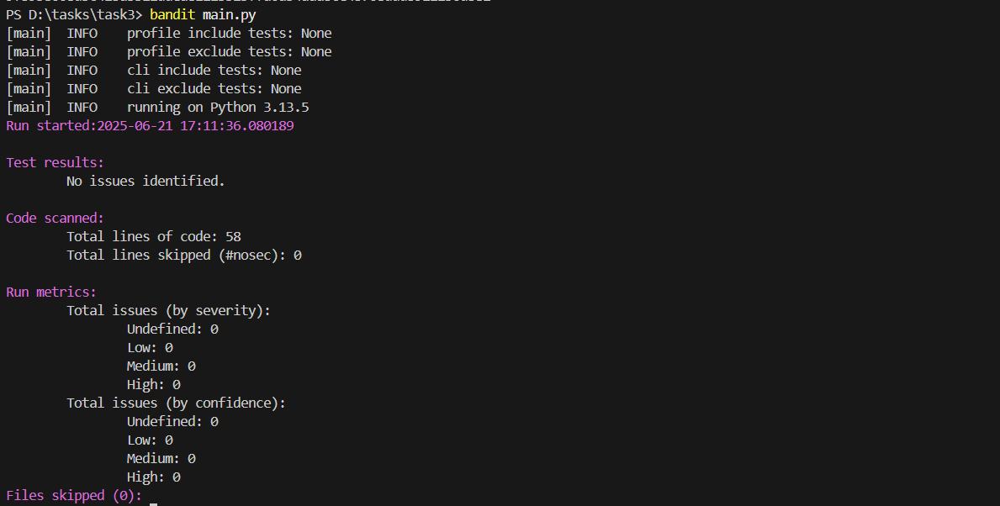 PS D:\tasks\task3> bandit main.py
[main]  INFO    profile include tests: None
[main]  INFO    profile exclude tests: None
[main]  INFO    cli include tests: None
[main]  INFO    cli exclude tests: None
[main]  INFO    running on Python 3.13.5
Run started:2025-06-21 17:11:36.080189
Test results:
No issues identified.
Code scanned:
Total lines of code: 58
Total lines skipped (#nosec): 0
Run metrics:
Total issues (by severity):
Undefined: 0
Low: 0
Medium: 0
High: 0
Total issues (by confidence):
Undefined: 0
Low: 0
Medium: 0
High: 0
Files skipped (0):